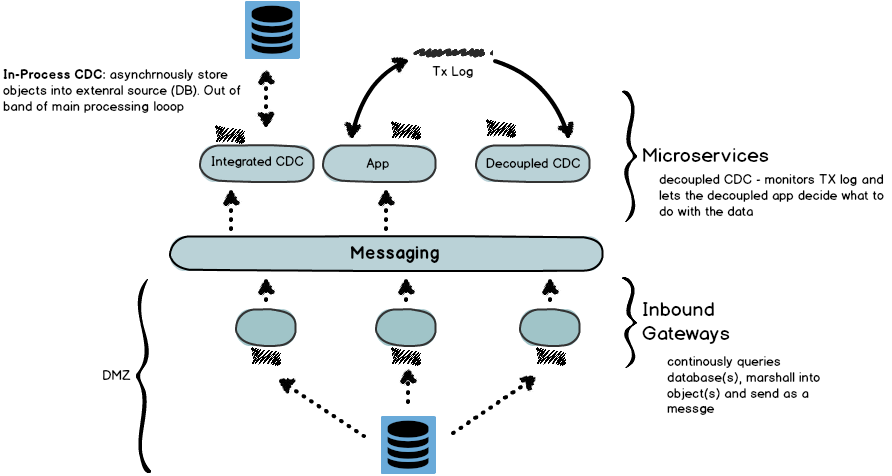 In-Process CDC: asynchrnously store
objects into extenral source (DB). Out of
band of main processing looop
Tx Log
Integrated CDC
App
Decoupled CDC
Microservices
decoupled CDC - monitors TX log and
lets the decoupled app decide what to
do with the data
Messaging
Inbound
Gateways
continously queries
database(s), marshall into
object(s) and send as a
messge
DMZ